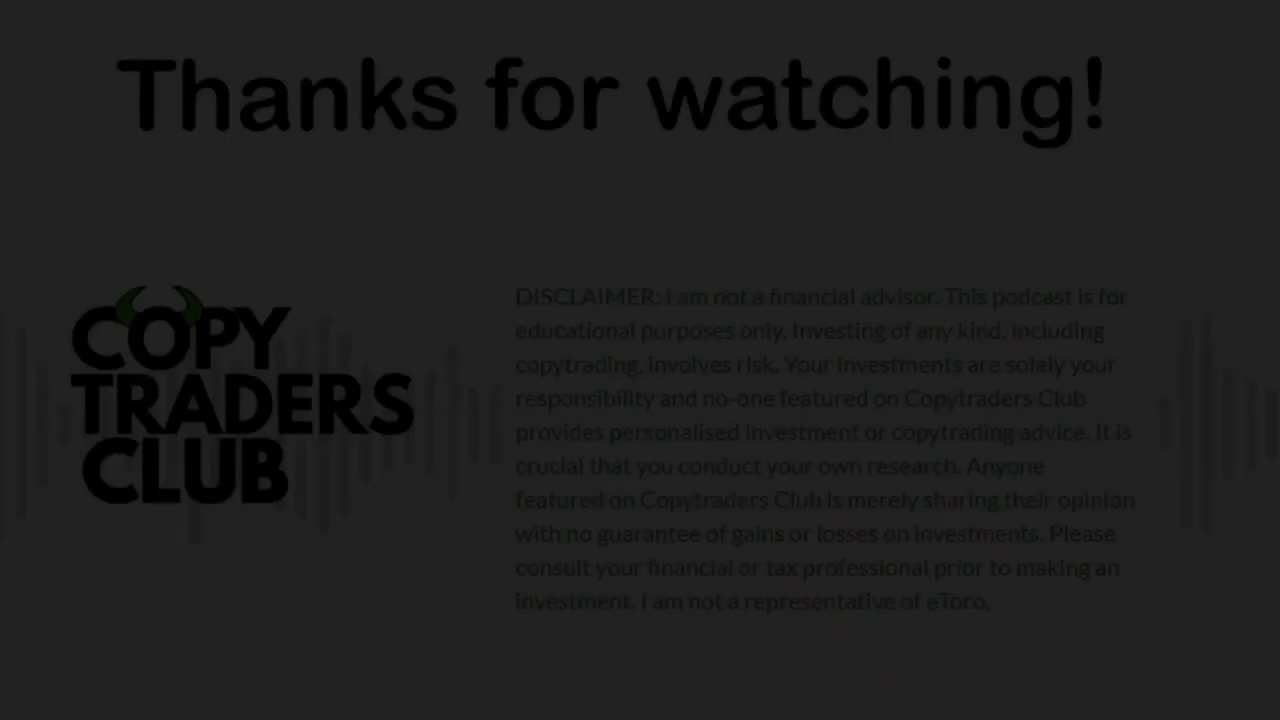 Thanks for watching!
COPY
TRADERS
CLUB
DISCLAIMER: I am not a financial advisor. This podcast is for
educational purposes only. Investing of any kind, including
copytrading, involves risk. Your investments are solely your
responsibility and no-one featured on Copytraders Club
provides personalised investment or copytrading advice. It is
crucial that you conduct your own research. Anyone
featured on Copytraders Club is merely sharing their opinion
with no guarantee of gains or losses on investments. Please
consult your financial or tax professional prior to making an
investment. I am not a representative of eToro.